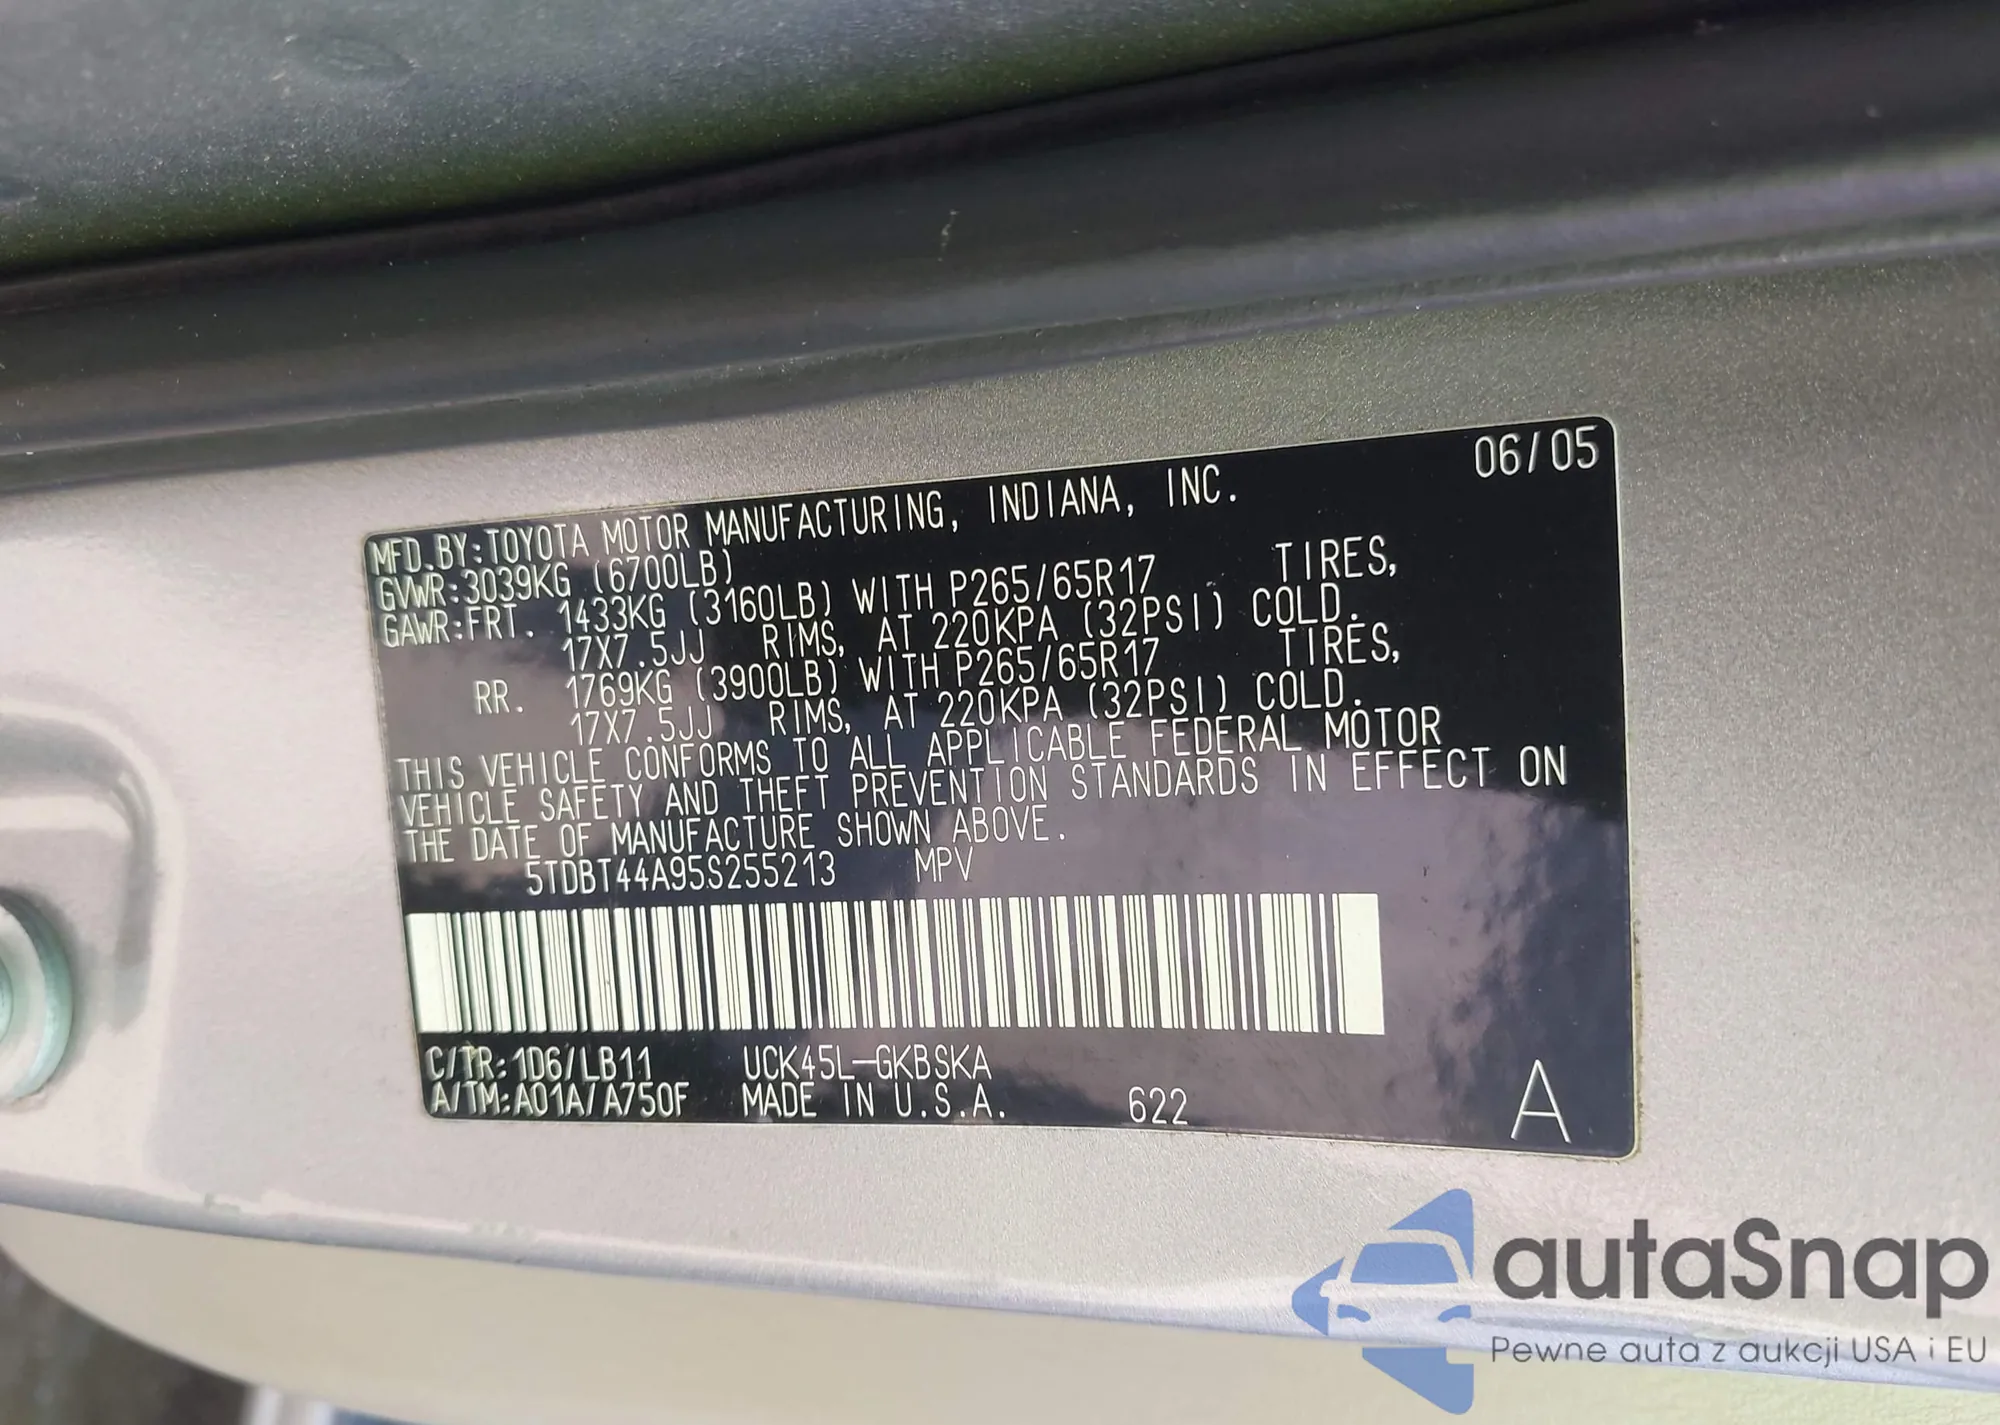 06/05
MFD.BY:TOYOTA MOTOR MANUFACTURING, INDIANA, INC.
GVWR:3039KG (6700LB)
GAWR:FRT. 1433KG (3160LB) WITH P265/65R17 TIRES,
17X7.5JJ RIMS, AT 220KPA (32PSI) COLD.
RR. 1769KG (3900LB) WITH P265/65R17 TIRES,
17X7.5JJ RIMS, AT 220KPA (32PSI) COLD.
THIS VEHICLE CONFORMS TO ALL APPLICABLE FEDERAL MOTOR
VEHICLE SAFETY AND THEFT PREVENTION STANDARDS IN EFFECT ON
THE DATE OF MANUFACTURE SHOWN ABOVE.
5TDBT44A95S255213 MPV
C/TR:1D6/LB11 UCK45L-GKBSKA
A/TM:A01A/A750F MADE IN U.S.A. 622 A
autaSnap
Pewne auta z aukcji USA i EU